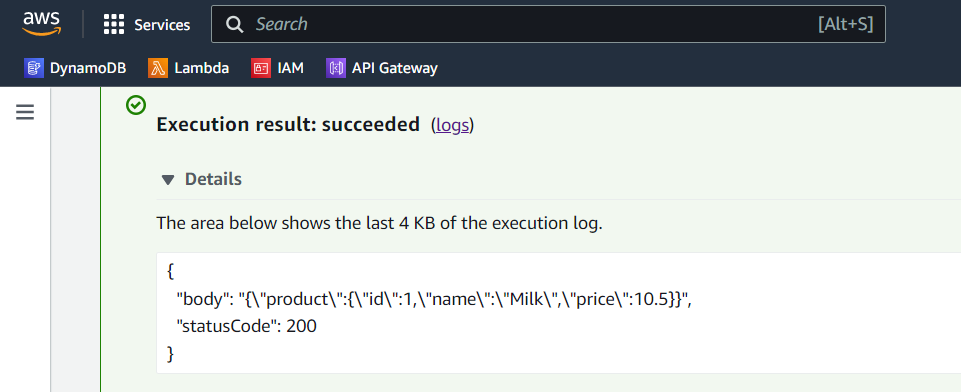 aws
Services
Search
[Alt+S]
DynamoDB
Lambda
IAM
API Gateway
Execution result: succeeded (logs)
Details
The area below shows the last 4 KB of the execution log.
{
"body": "{\"product\":{\"id\":1,\"name\":\"Milk\",\"price\":10.5}}",
"statusCode": 200
}